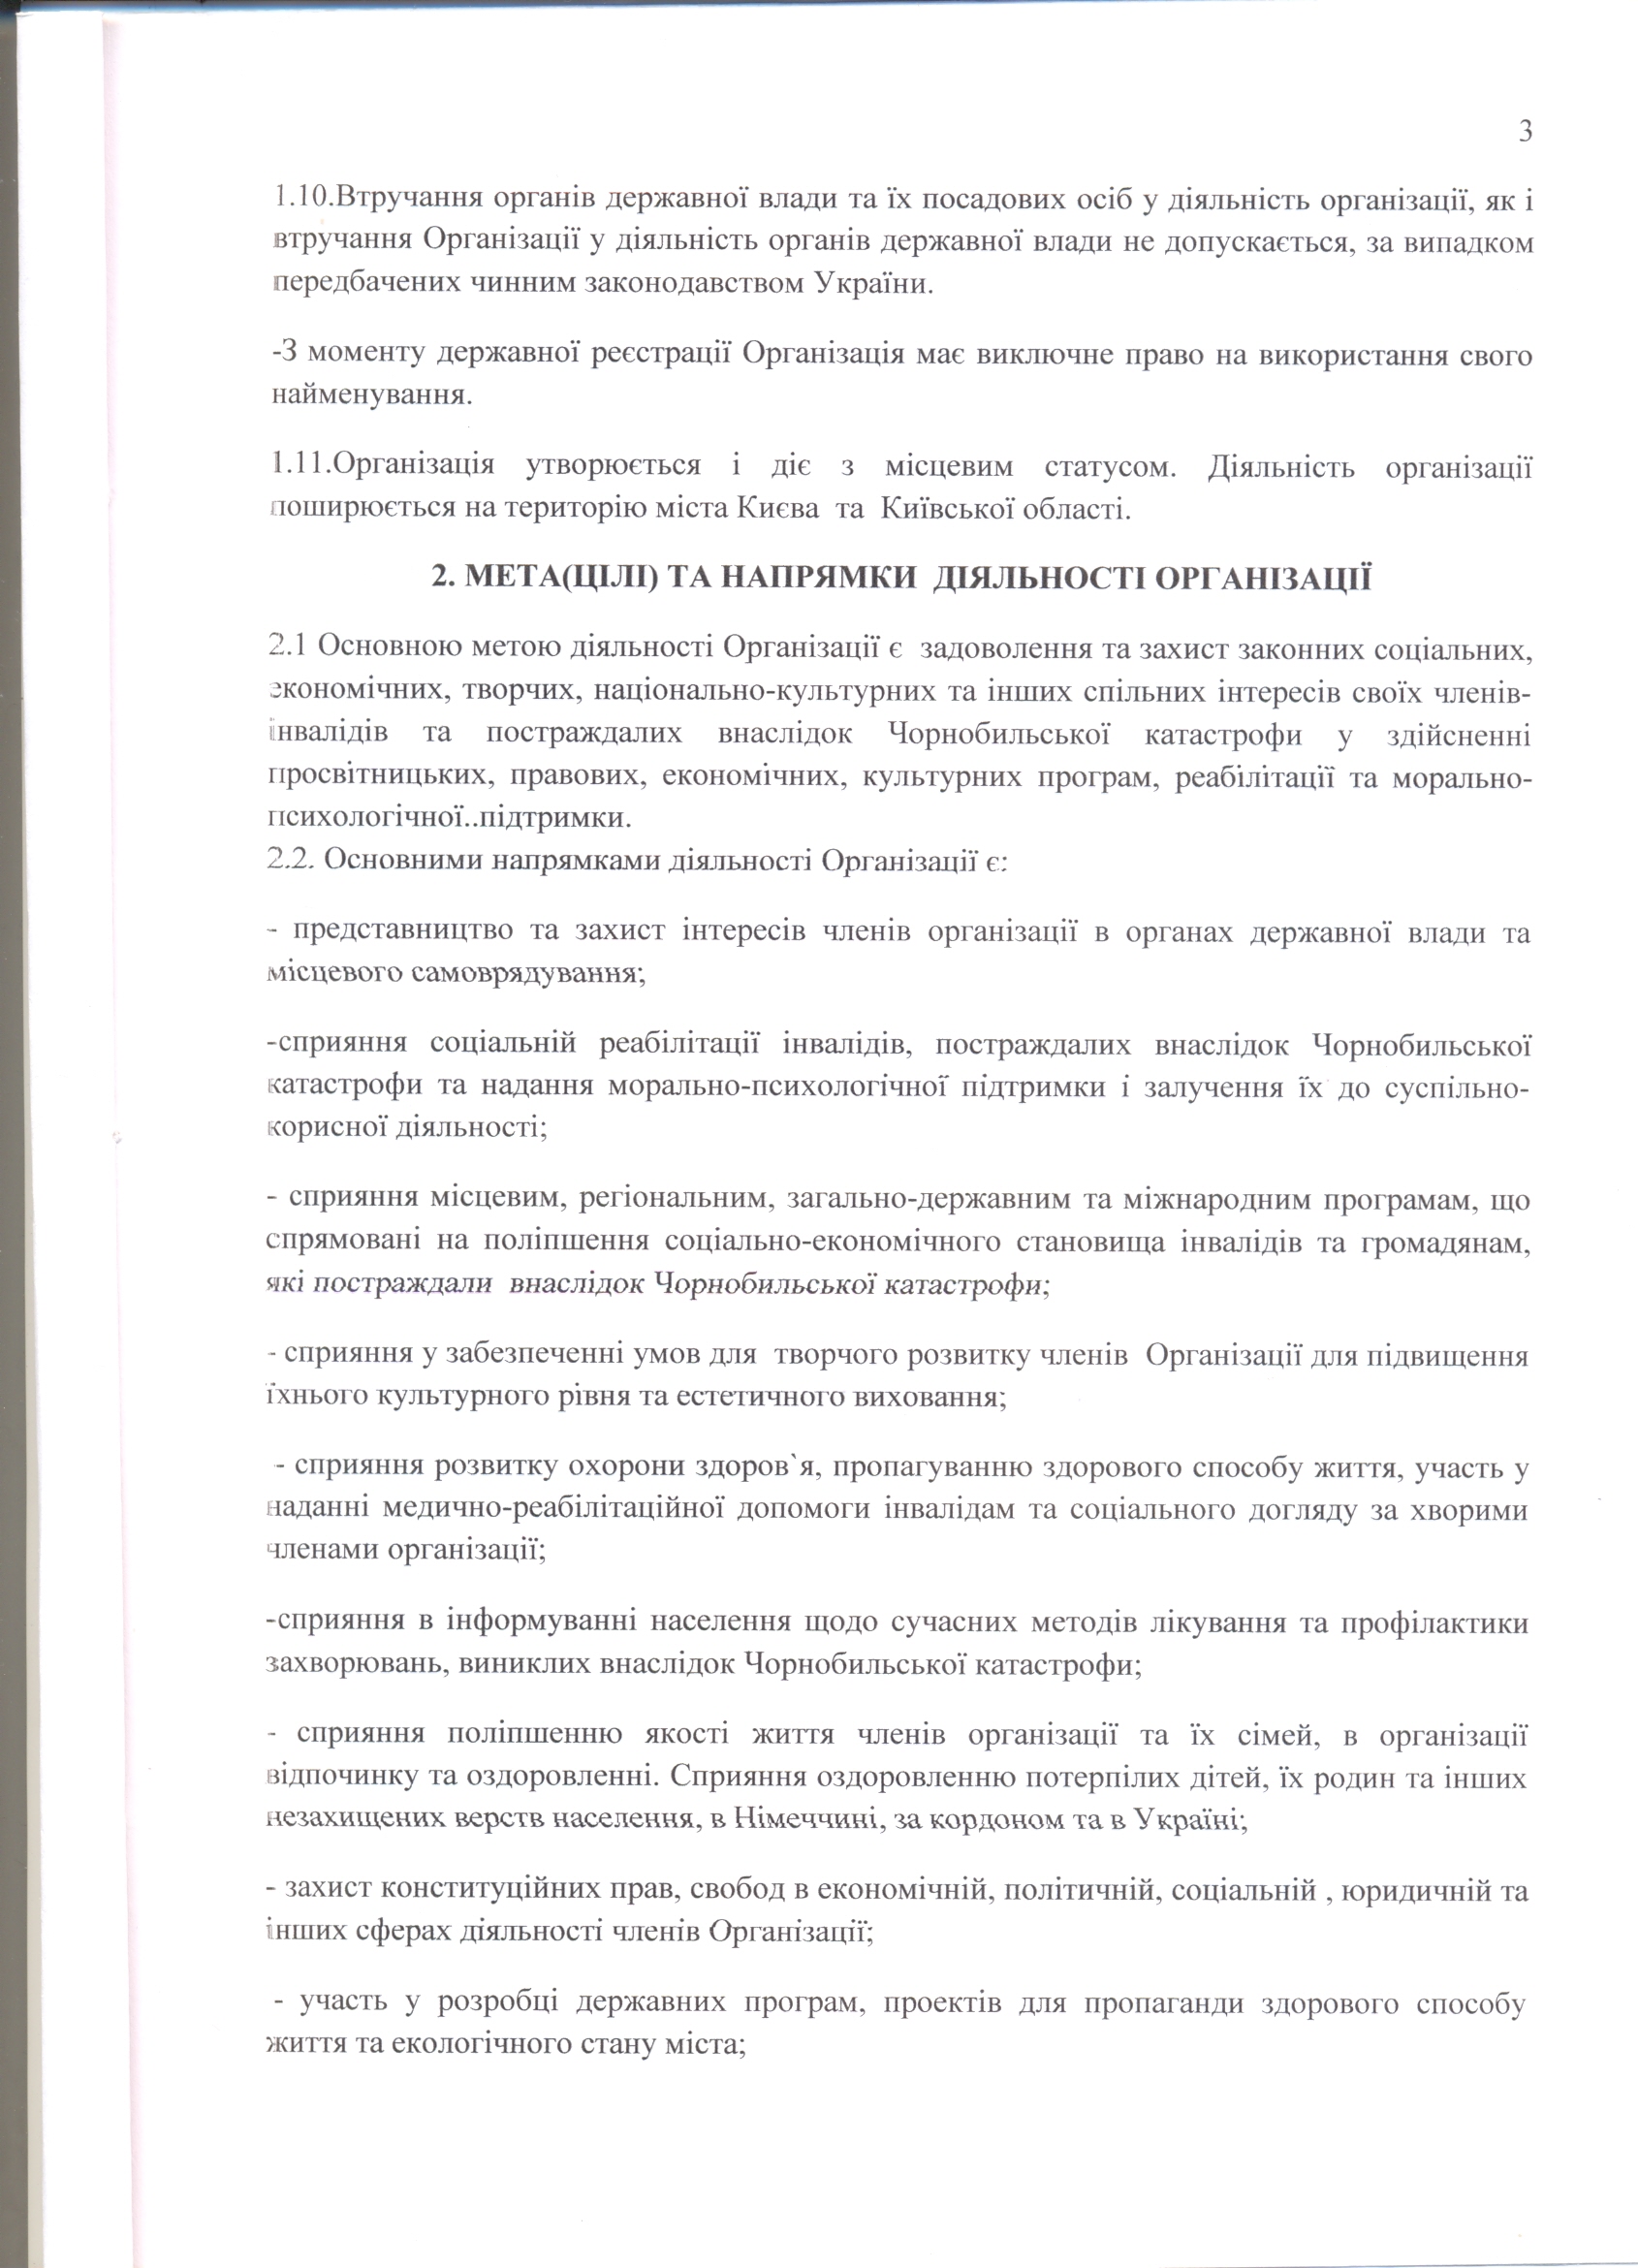 3
1.10.Втручання органів державної влади та їх посадових осіб у діяльність організації, як і
втручання Організації у діяльність органів державної влади не допускається, за випадком
передбачених чинним законодавством України.
-З моменту державної реєстрації Організація має виключне право на використання свого
найменування.
1.11.Організація утворюється і діє з місцевим статусом. Діяльність організації
поширюється на територію міста Києва та Київської області.
2. МЕТА(ЦІЛІ) ТА НАПРЯМКИ ДІЯЛЬНОСТІ ОРГАНІЗАЦІЇ
2.1 Основною метою діяльності Організації є задоволення та захист законних соціальних,
економічних, творчих, національно-культурних та інших спільних інтересів своїх членів-
інвалідів та постраждалих внаслідок Чорнобильської катастрофи у здійсненні
просвітницьких, правових, економічних, культурних програм, реабілітації та морально-
психологічної..підтримки.
2.2. Основними напрямками діяльності Організації є:
- представництво та захист інтересів членів організації в органах державної влади та
місцевого самоврядування;
-сприяння соціальній реабілітації інвалідів, постраждалих внаслідок Чорнобильської
катастрофи та надання морально-психологічної підтримки і залучення їх до суспільно-
корисної діяльності;
- сприяння місцевим, регіональним, загально-державним та міжнародним програмам, що
спрямовані на поліпшення соціально-економічного становища інвалідів та громадянам,
які постраждали внаслідок Чорнобильської катастрофи;
- сприяння у забезпеченні умов для творчого розвитку членів Організації для підвищення
їхнього культурного рівня та естетичного виховання;
- сприяння розвитку охорони здоров`я, пропагуванню здорового способу життя, участь у
наданні медично-реабілітаційної допомоги інвалідам та соціального догляду за хворими
членами організації;
-сприяння в інформуванні населення щодо сучасних методів лікування та профілактики
захворювань, виниклих внаслідок Чорнобильської катастрофи;
- сприяння поліпшенню якості життя членів організації та їх сімей, в організації
відпочинку та оздоровленні. Сприяння оздоровленню потерпілих дітей, їх родин та інших
незахищених верств населення, в Німеччині, за кордоном та в Україні;
- захист конституційних прав, свобод в економічній, політичній, соціальній , юридичній та
інших сферах діяльності членів Організації;
- участь у розробці державних програм, проектів для пропаганди здорового способу
життя та екологічного стану міста;